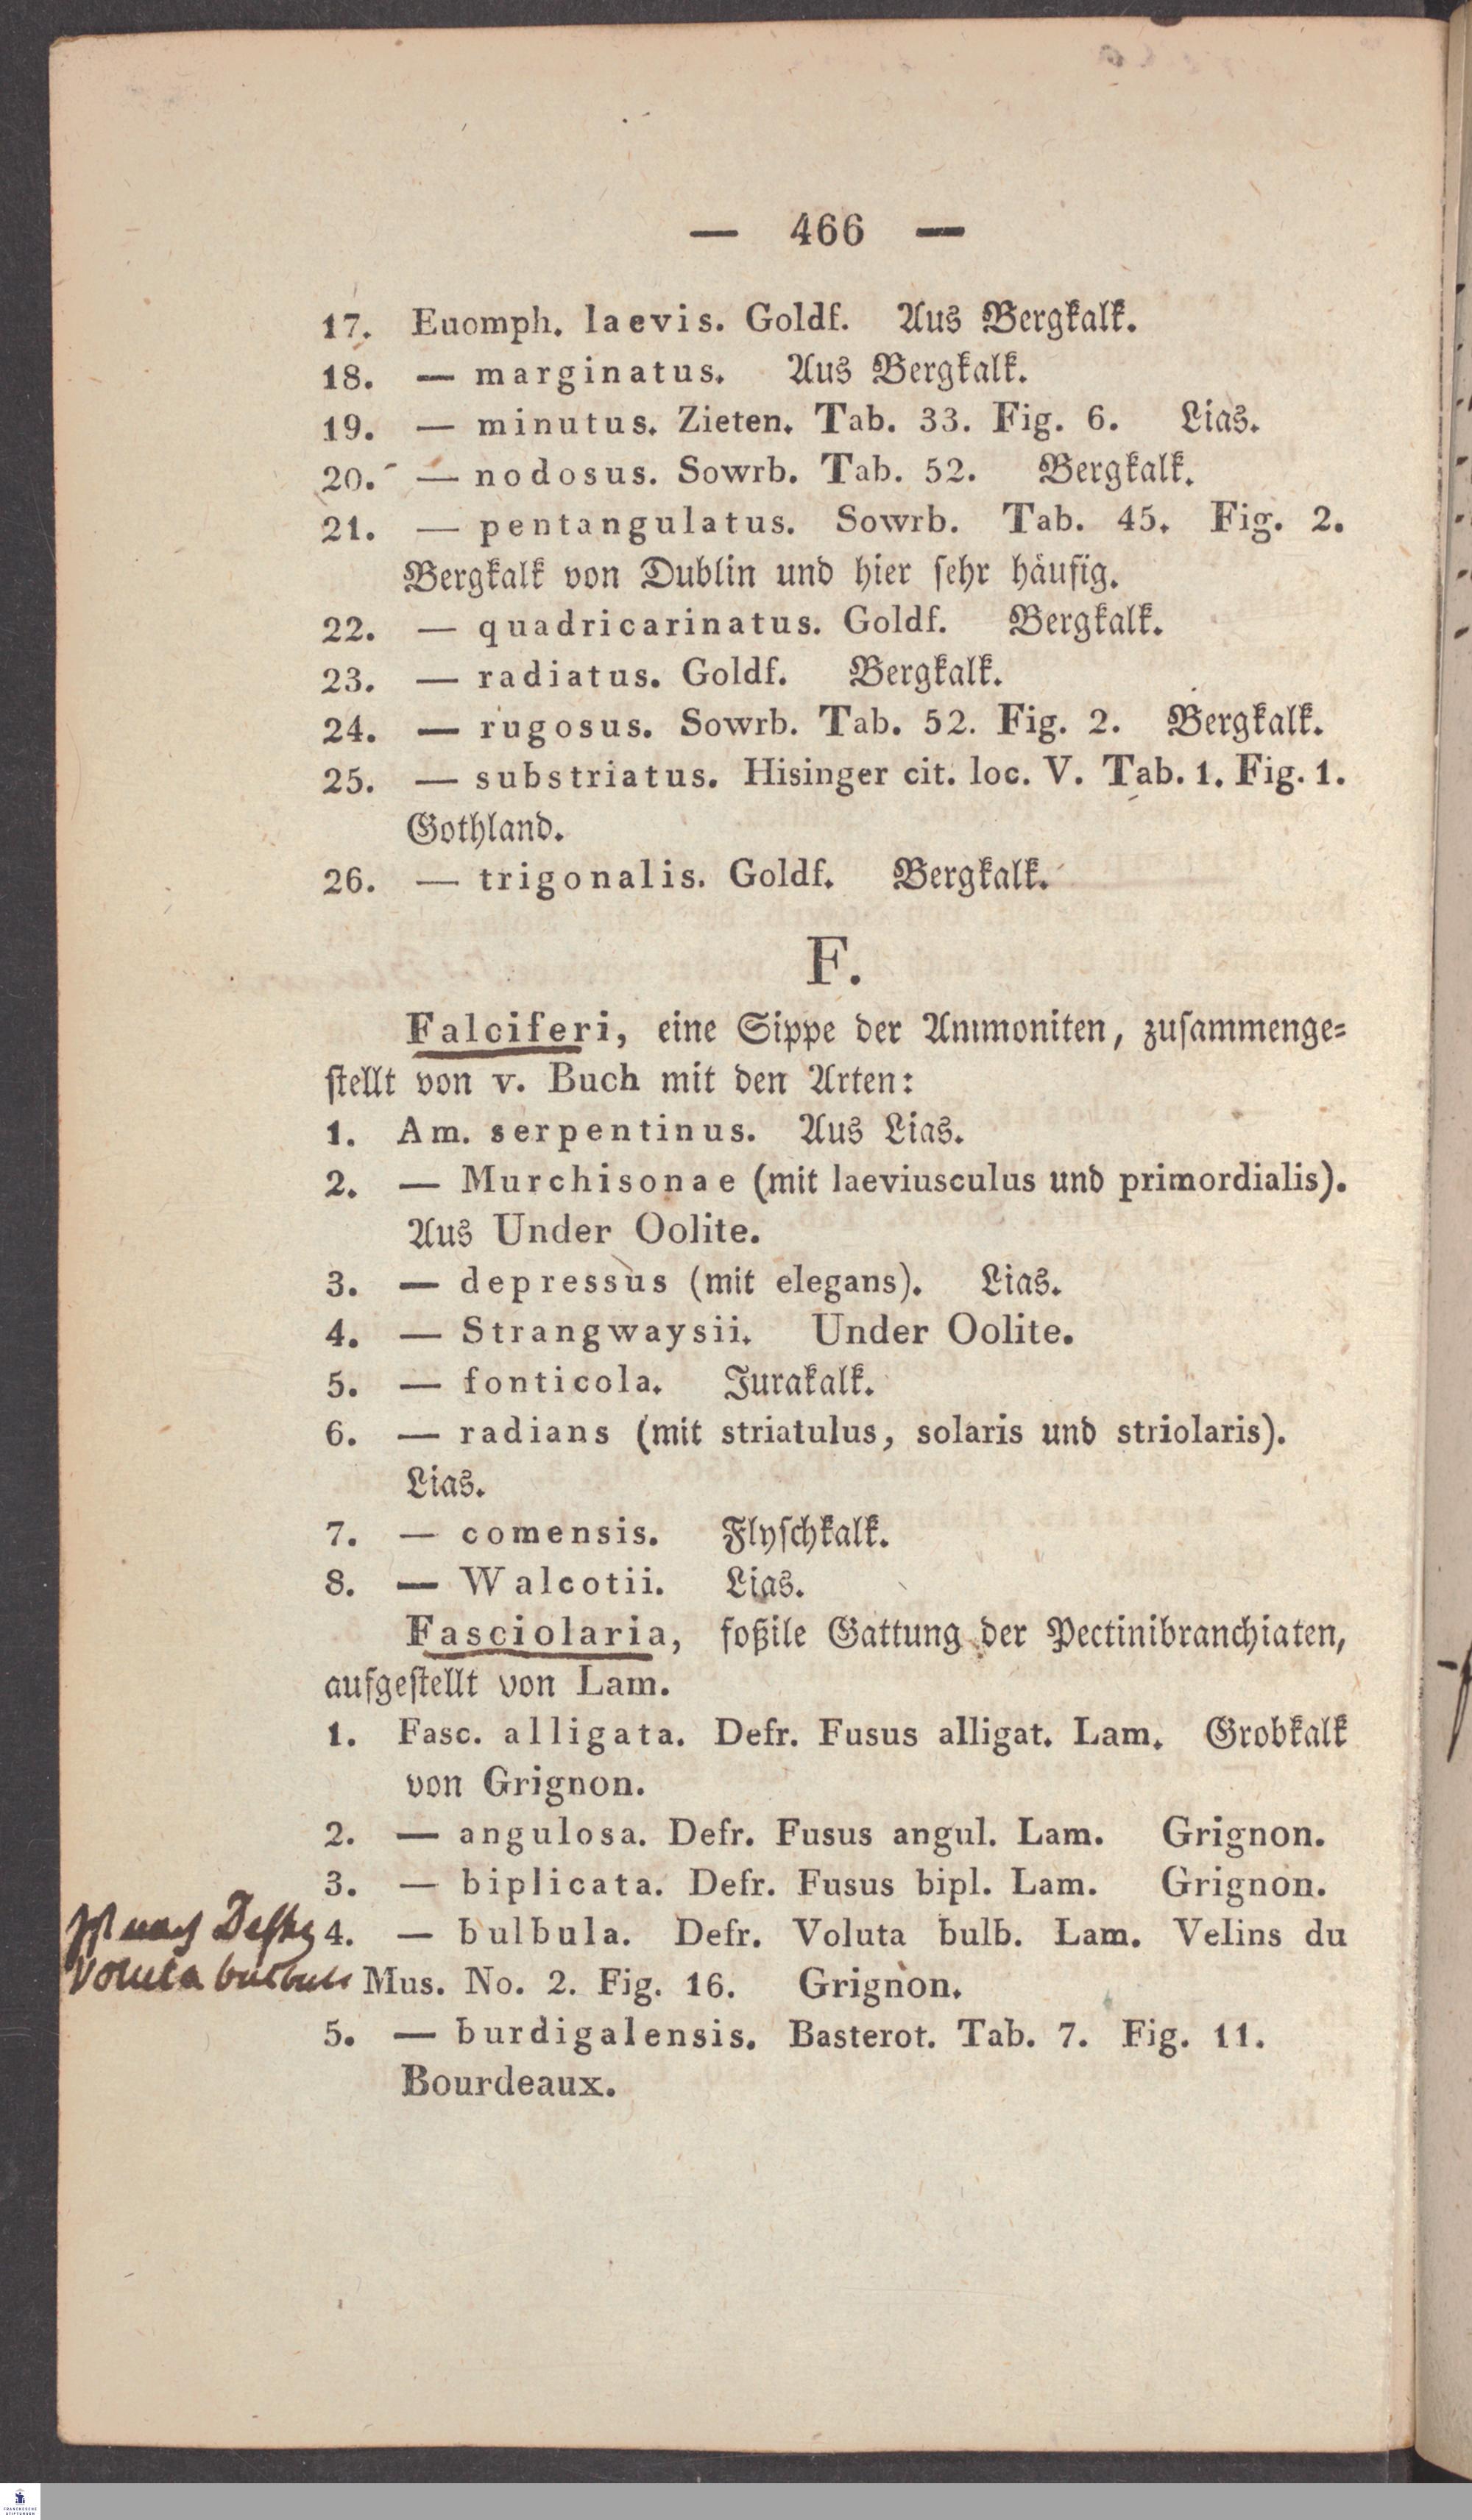 — 466 —
17. Euomph. laevis. Goldf. Aus Bergkalk.
18. — marginatus. Aus Bergkalk.
19. — minutus. Zieten. Tab. 33. Fig. 6. Lias.
20. — nodosus. Sowrb. Tab. 52. Bergkalk.
21. — pentangulatus. Sowrb. Tab. 45. Fig. 2.
Bergkalk von Dublin und hier sehr häufig.
22. — quadricarinatus. Goldf. Bergkalk.
23. — radiatus. Goldf. Bergkalk.
24. — rugosus. Sowrb. Tab. 52. Fig. 2. Bergkalk.
25. — substriatus. Hisinger cit. loc. V. Tab. 1. Fig. 1.
Gothland.
26. — trigonalis. Goldf. Bergkalk.
F.
Falciferi, eine Sippe der Ammoniten, zusammenge-
stellt von v. Buch mit den Arten:
1. Am. serpentinus. Aus Lias.
2. — Murchisonae (mit laeviusculus und primordialis).
Aus Under Oolite.
3. — depressus (mit elegans). Lias.
4. — Strangwaysii. Under Oolite.
5. — fonticola. Jurakalk.
6. — radians (mit striatulus, solaris und striolaris).
Lias.
7. — comensis. Flyschkalk.
8. — Walcotii. Lias.
Fasciolaria, foßile Gattung der Pectinibranchiaten,
aufgestellt von Lam.
1. Fasc. alligata. Defr. Fusus alligat. Lam. Grobkalk
von Grignon.
2. — angulosa. Defr. Fusus angul. Lam. Grignon.
3. — biplicata. Defr. Fusus bipl. Lam. Grignon.
4. — bulbula. Defr. Voluta bulb. Lam. Velins du
Mus. No. 2. Fig. 16. Grignon.
5. — burdigalensis. Basterot. Tab. 7. Fig. 11.
Bourdeaux.
Ist nach
Voluta bulbula